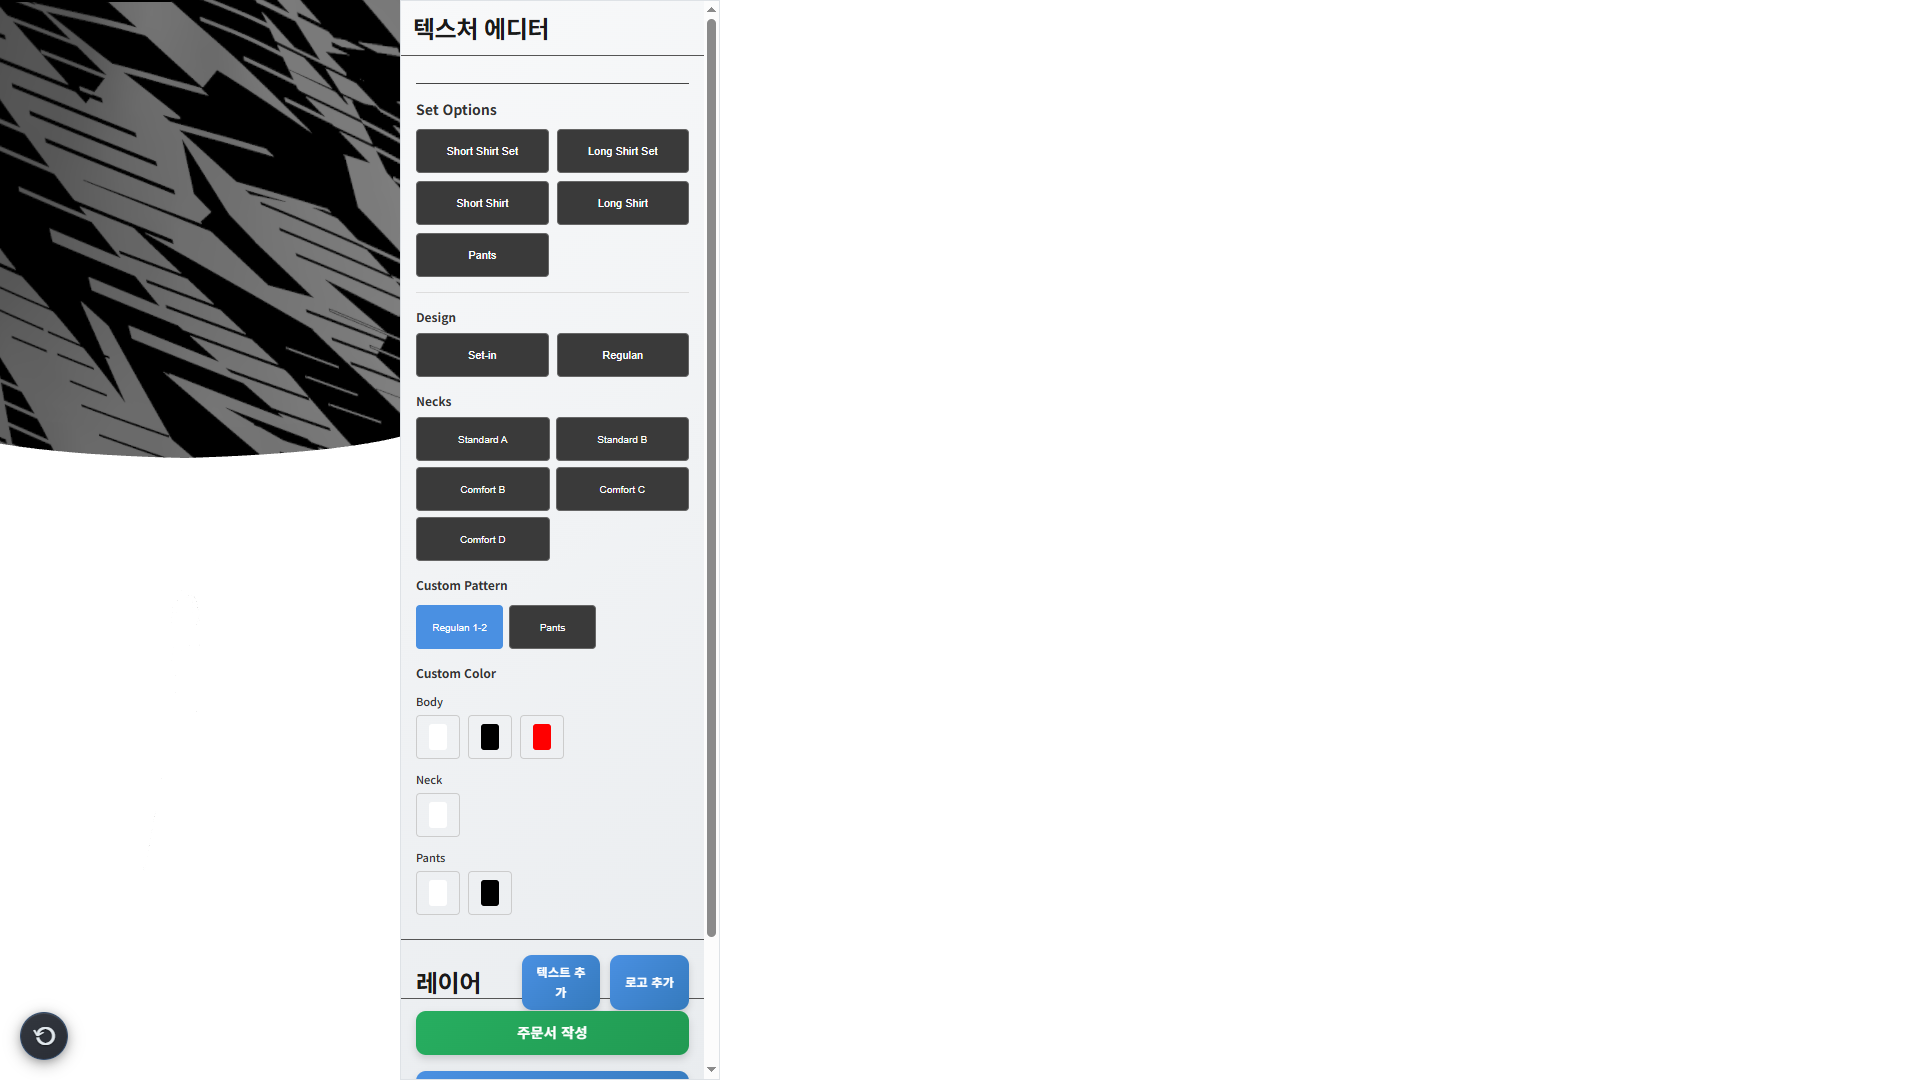 텍스처 에디터
Set Options
Short Shirt Set
Long Shirt Set
Short Shirt
Long Shirt
Pants
Design
Set-in
Regulan
Necks
Standard A
Standard B
Comfort B
Comfort C
Comfort D
Custom Pattern
Regulan 1-2
Pants
Custom Color
Body
Neck
Pants
레이어
텍스트 추
가
로고 추가
주문서 작성